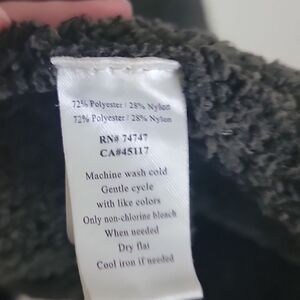 72% Polyester / 28% Nylon
72% Polyester / 28% Nylon
RN# 74747
CA#45117
Machine wash cold
Gentle cycle
with like colors
Only non-chlorine bleach
When needed
Dry flat
Cool iron if needed